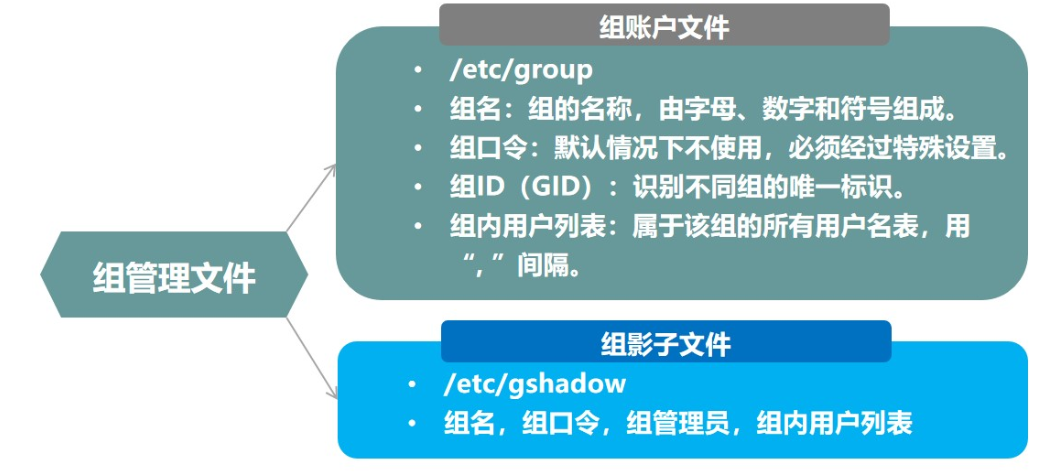 组管理文件
组账户文件
• /etc/group
• 组名：组的名称，由字母、数字和符号组成。
• 组口令：默认情况下不使用，必须经过特殊设置。
• 组ID（GID）：识别不同组的唯一标识。
• 组内用户列表：属于该组的所有用户名表，用
“，”间隔。
组影子文件
• /etc/gshadow
• 组名，组口令，组管理员，组内用户列表